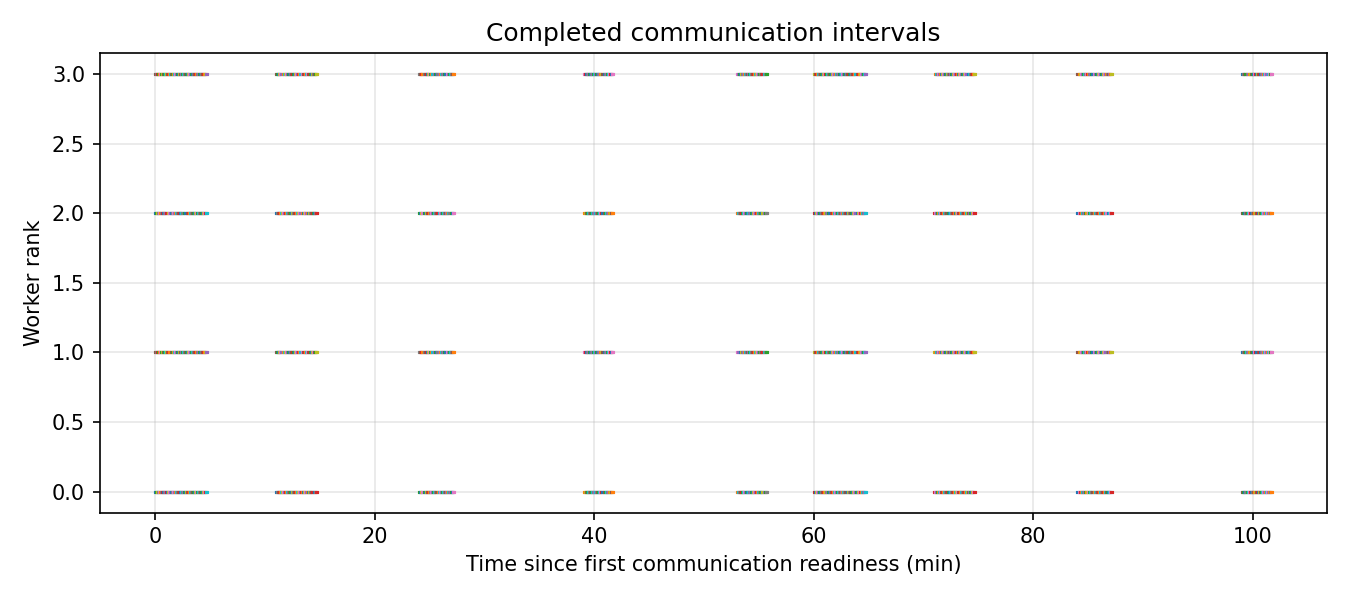 Completed communication intervals
3.0
2.5
2.0
1.5
1.0
0.5
0.0
Worker rank
0 20 40 60 80 100
Time since first communication readiness (min)